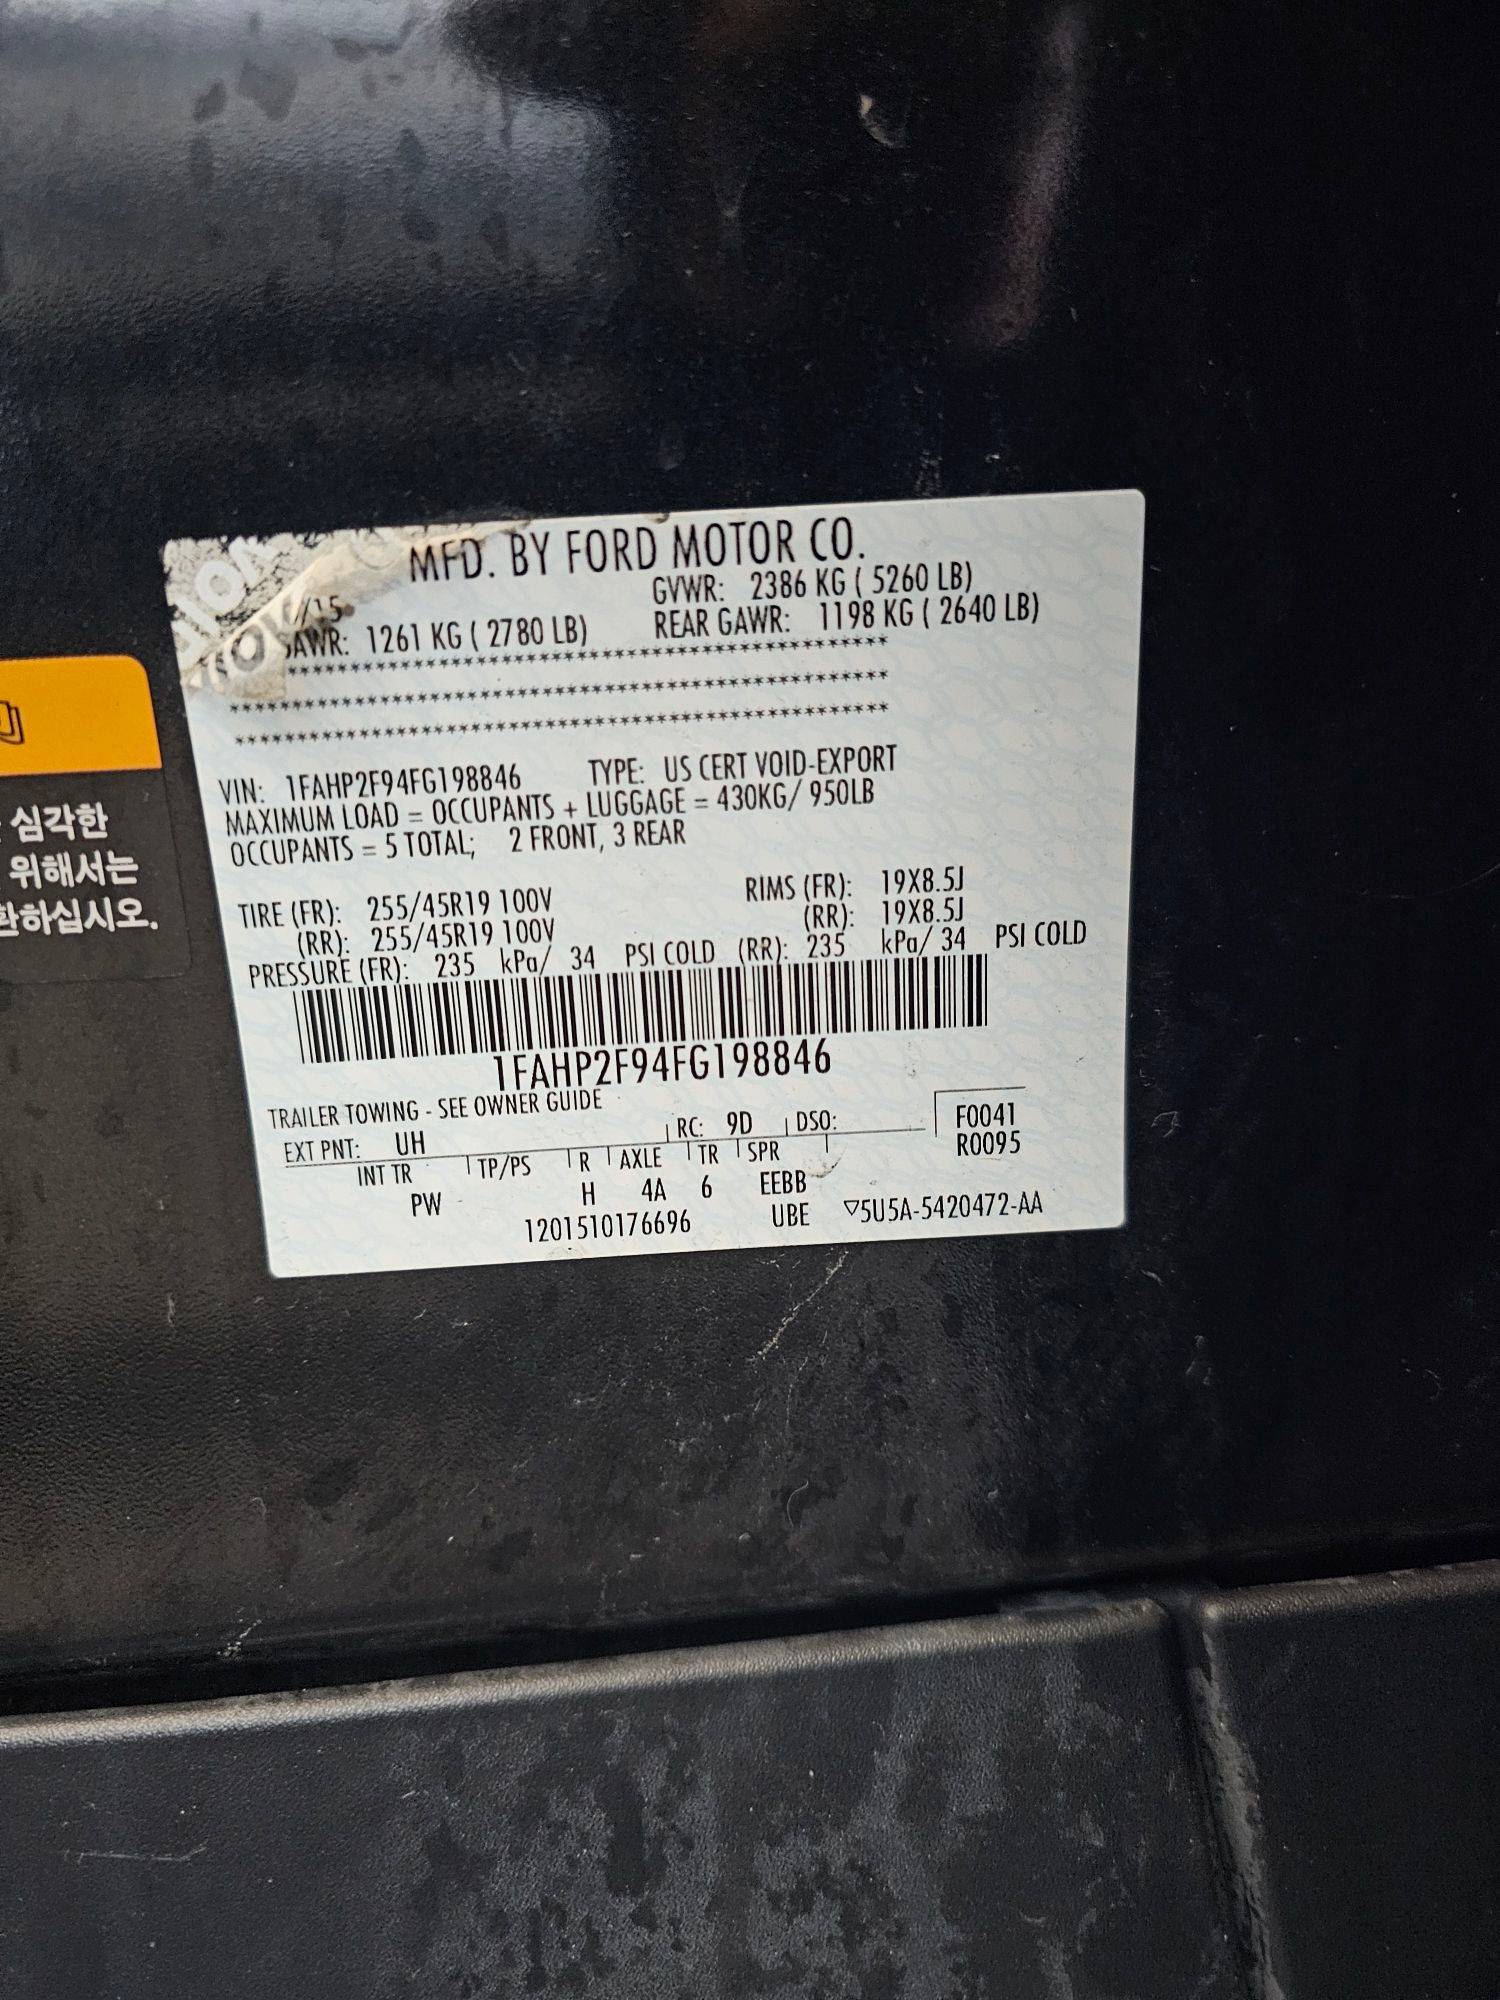 MFD. BY FORD MOTOR CO.
/15 GVWR: 2386 KG ( 5260 LB)
GAWR: 1261 KG ( 2780 LB) REAR GAWR: 1198 KG ( 2640 LB)
VIN: 1FAHP2F94FG198846 TYPE: US CERT VOID-EXPORT
MAXIMUM LOAD = OCCUPANTS + LUGGAGE = 430KG/ 950LB
OCCUPANTS = 5 TOTAL; 2 FRONT, 3 REAR
심각한
위해서는
환하십시오.
TIRE (FR): 255/45R19 100V RIMS (FR): 19X8.5J
(RR): 255/45R19 100V (RR): 19X8.5J
PRESSURE (FR): 235 kPa/ 34 PSI COLD (RR): 235 kPa/ 34 PSI COLD
1FAHP2F94FG198846
TRAILER TOWING - SEE OWNER GUIDE
EXT PNT: UH RC: 9D DSO: F0041
INT TR TP/PS R AXLE TR SPR R0095
PW H 4A 6 EEBB
1201510176696 UBE ▽5U5A-5420472-AA